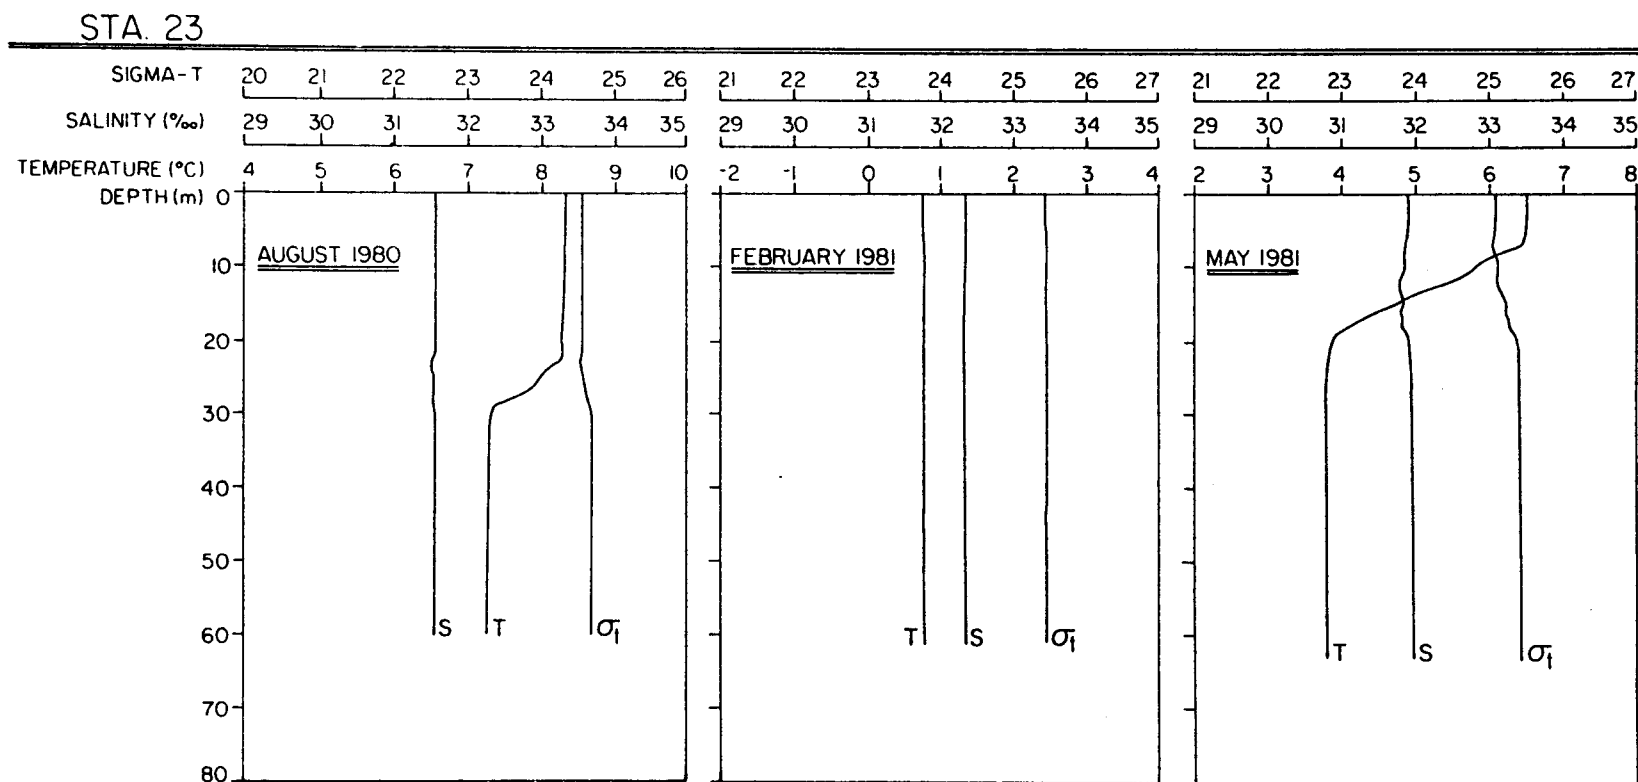 STA. 23
SIGMA-T 20 21 22 23 24 25 26 21 22 23 24 25 26 27 21 22 23 24 25 26 27
SALINITY (‰) 29 30 31 32 33 34 35 29 30 31 32 33 34 35 29 30 31 32 33 34 35
TEMPERATURE (°C) 4 5 6 7 8 9 10 -2 -1 0 1 2 3 4 2 3 4 5 6 7 8
DEPTH (m) 0
AUGUST 1980 FEBRUARY 1981 MAY 1981
10
20
30
40
50
60
S T σt T S σt T S σt
70
80